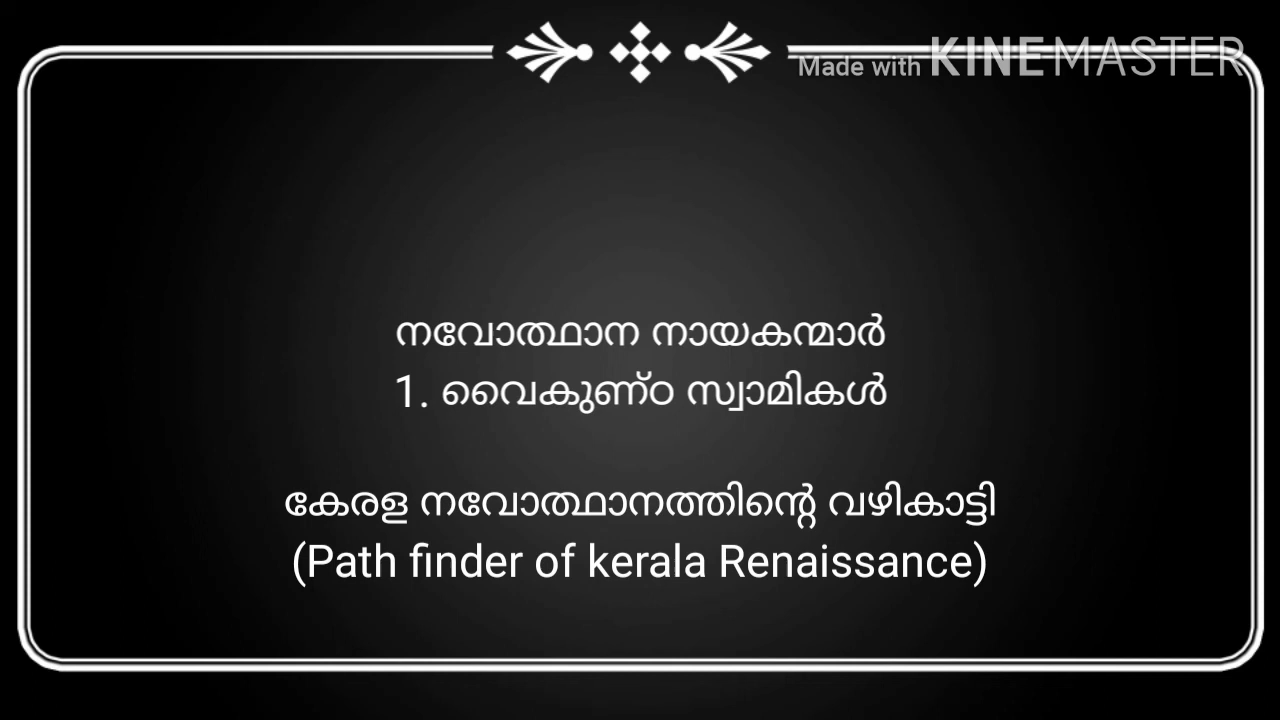 Made with KINEMASTER
നവോത്ഥാന നായകന്മാർ
1. വൈകുണ്ഠ സ്വാമികൾ
കേരള നവോത്ഥാനത്തിന്റെ വഴികാട്ടി
(Path finder of kerala Renaissance)